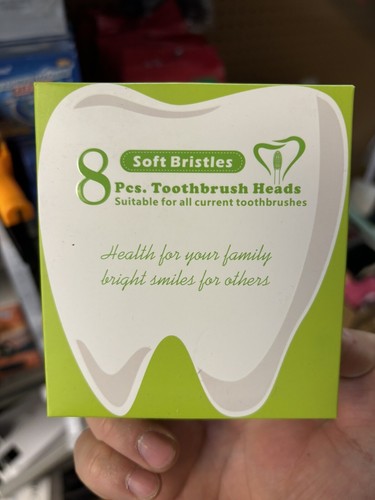 8
Soft Bristles
Pcs. Toothbrush Heads
Suitable for all current toothbrushes
Health for your family
bright smiles for others